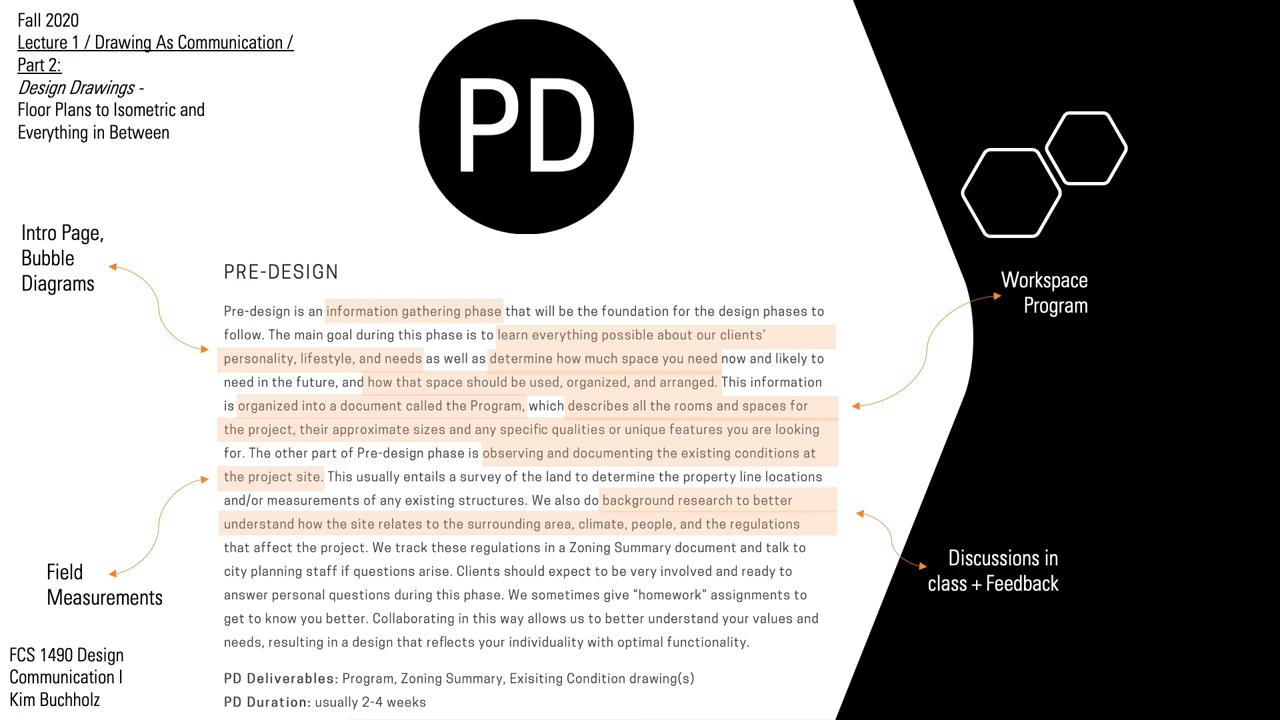 Fall 2020
Lecture 1 / Drawing As Communication /
Part 2:
Design Drawings -
Floor Plans to Isometric and
Everything in Between
PD
Intro Page,
Bubble
Diagrams
PRE-DESIGN
Pre-design is an information gathering phase that will be the foundation for the design phases to
follow. The main goal during this phase is to learn everything possible about our clients'
personality, lifestyle, and needs as well as determine how much space you need now and likely to
need in the future, and how that space should be used, organized, and arranged. This information
is organized into a document called the Program, which describes all the rooms and spaces for
the project, their approximate sizes and any specific qualities or unique features you are looking
for. The other part of Pre-design phase is observing and documenting the existing conditions at
the project site. This usually entails a survey of the land to determine the property line locations
and/or measurements of any existing structures. We also do background research to better
understand how the site relates to the surrounding area, climate, people, and the regulations
that affect the project. We track these regulations in a Zoning Summary document and talk to
city planning staff if questions arise. Clients should expect to be very involved and ready to
answer personal questions during this phase. We sometimes give "homework" assignments to
get to know you better. Collaborating in this way allows us to better understand your values and
needs, resulting in a design that reflects your individuality with optimal functionality.
PD Deliverables: Program, Zoning Summary, Exisiting Condition drawing(s)
PD Duration: usually 2-4 weeks
Workspace
Program
Discussions in
class + Feedback
Field
Measurements
FCS 1490 Design
Communication I
Kim Buchholz